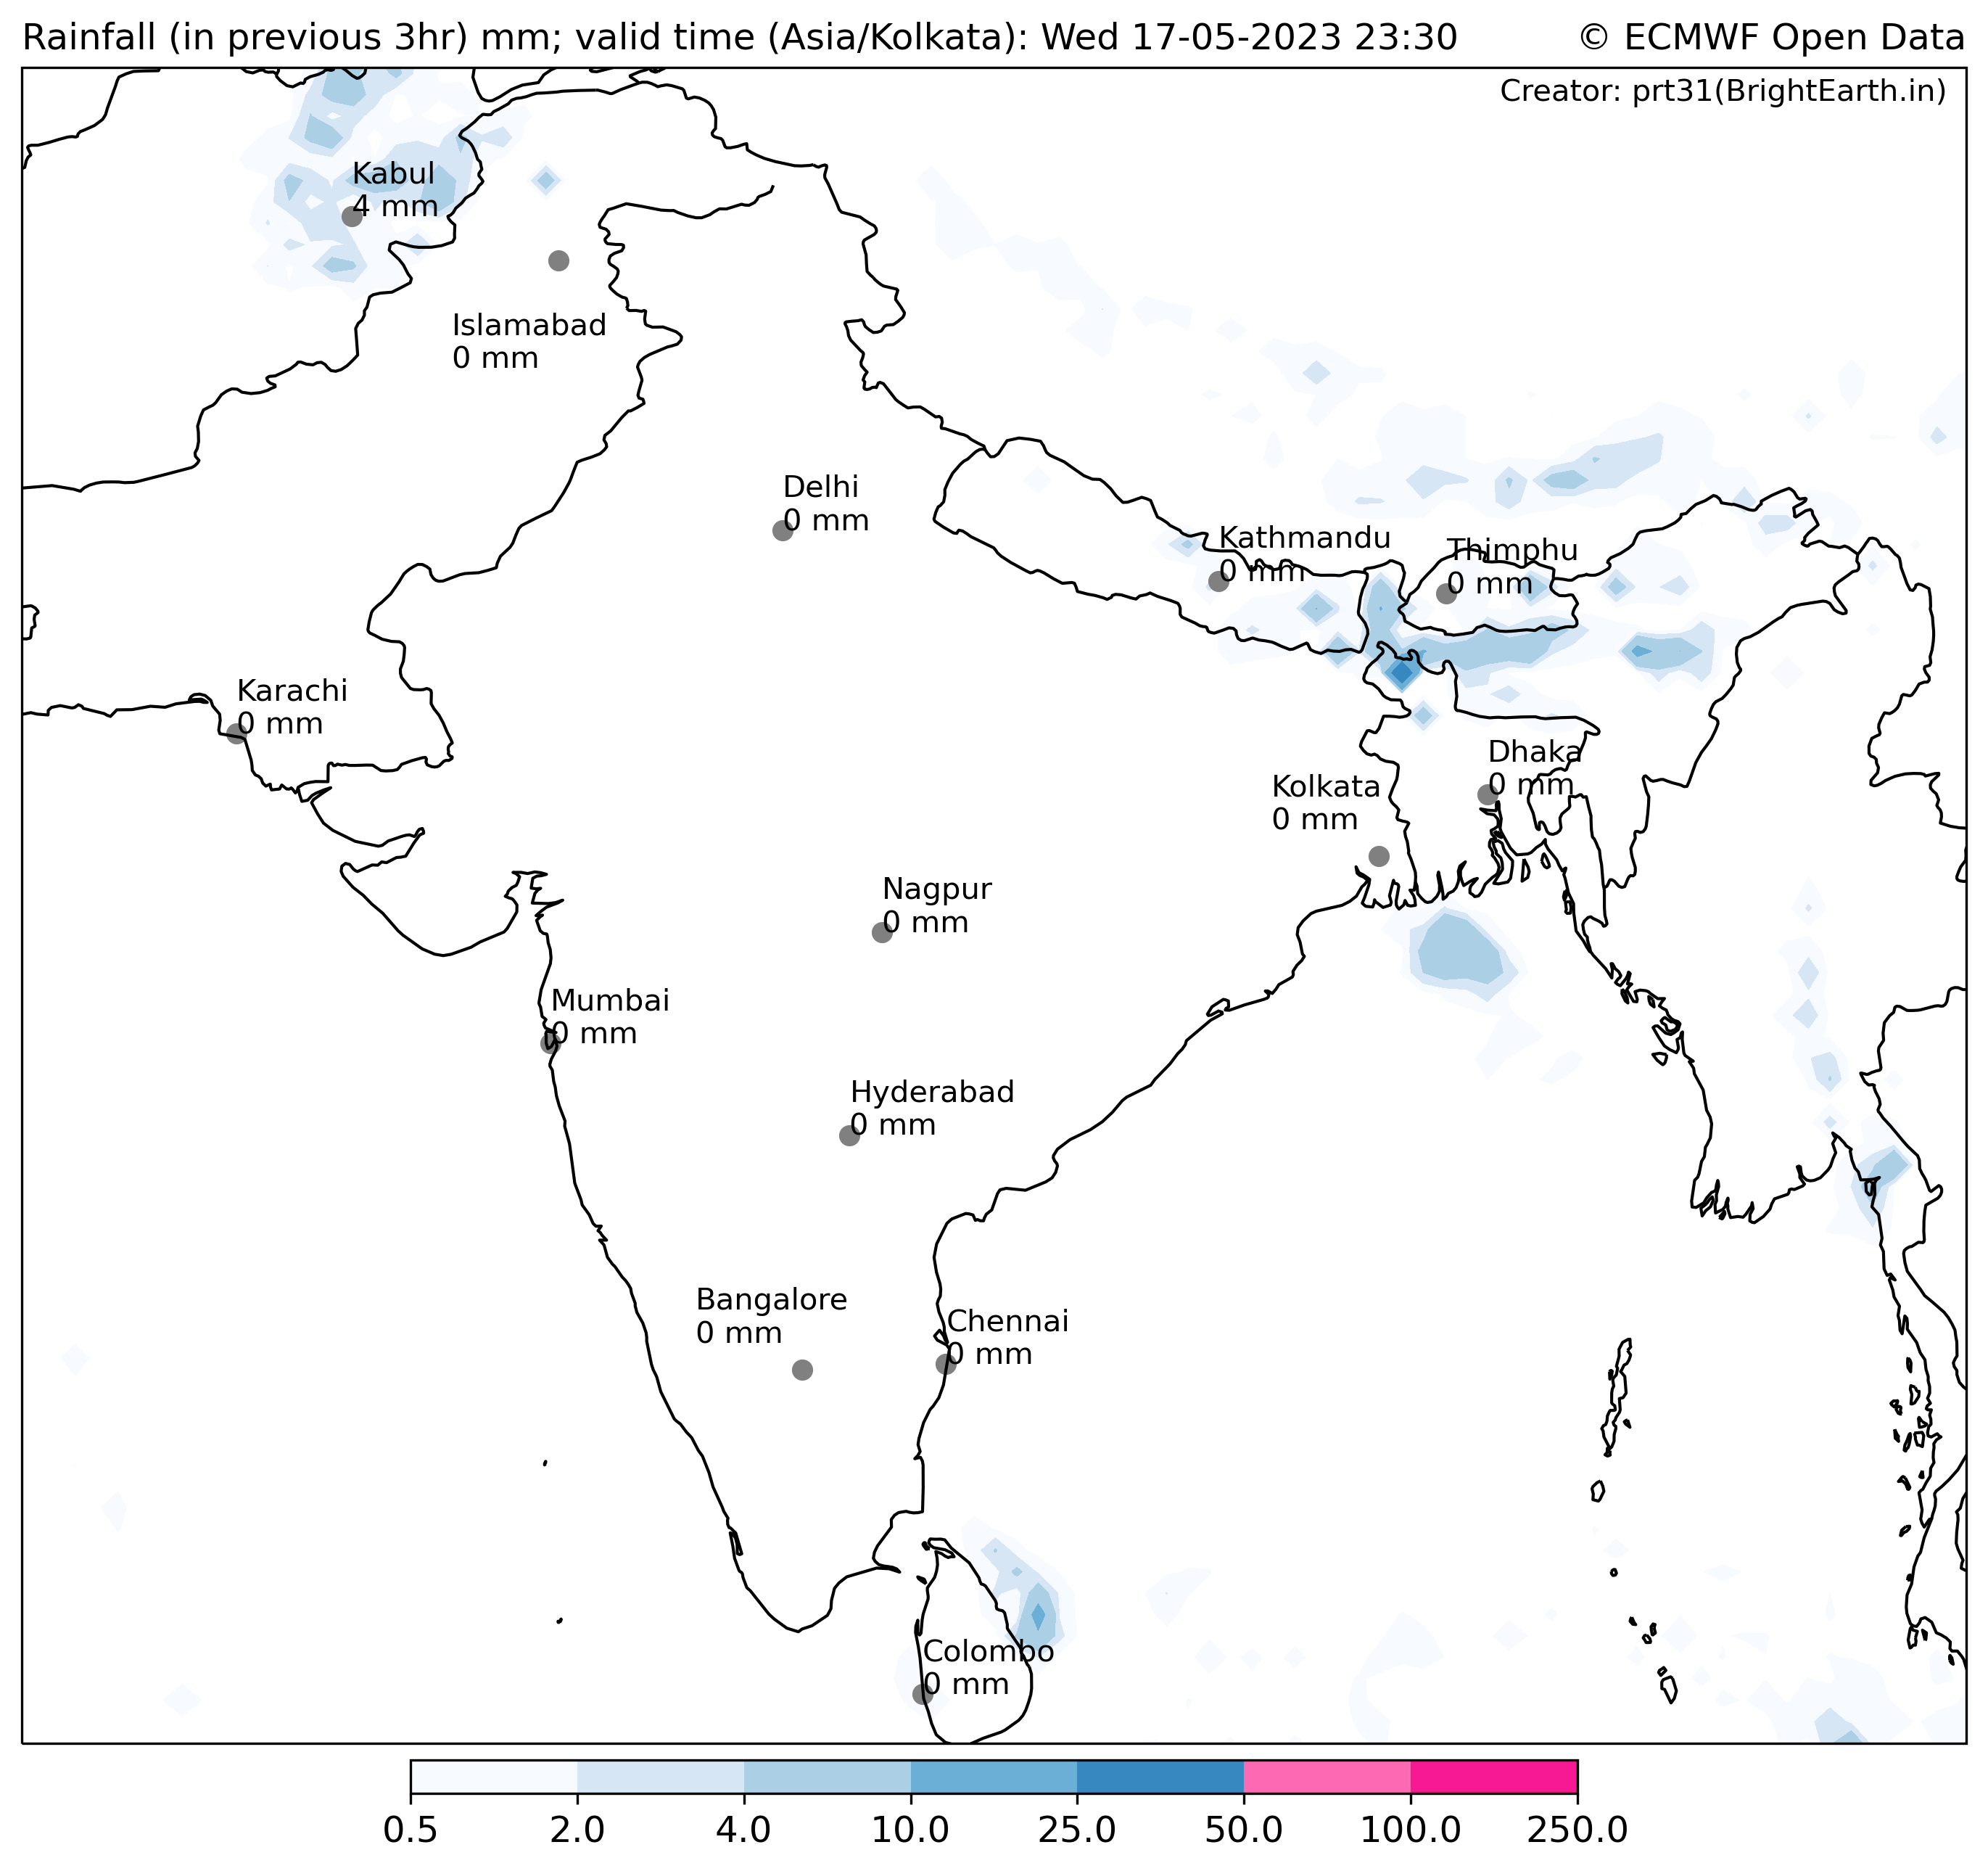 Rainfall (in previous 3hr) mm; valid time (Asia/Kolkata): Wed 17-05-2023 23:30
© ECMWF Open Data
Creator: prt31(BrightEarth.in)
Kabul
4 mm
Islamabad
0 mm
Delhi
0 mm
Kathmandu
0 mm
Thimphu
0 mm
Karachi
0 mm
Dhaka
0 mm
Kolkata
0 mm
Nagpur
0 mm
Mumbai
0 mm
Hyderabad
0 mm
Bangalore
0 mm
Chennai
0 mm
Colombo
0 mm
0.5 2.0 4.0 10.0 25.0 50.0 100.0 250.0